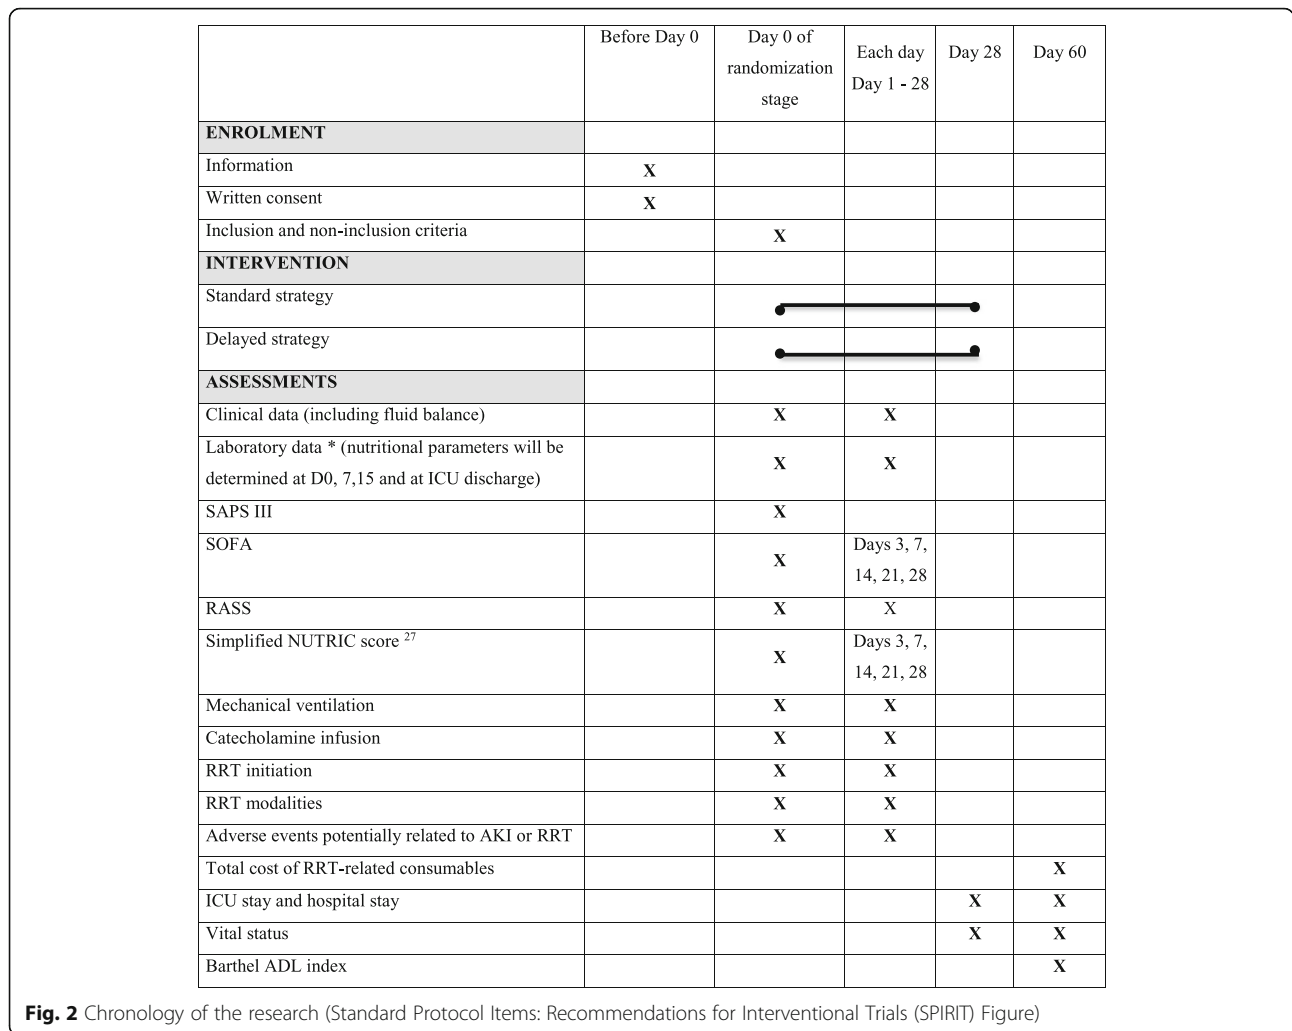 Before Day 0
Day 0 of
randomization
stage
Each day
Day 1 - 28
Day 28
Day 60
ENROLMENT
Information X
Written consent X
Inclusion and non-inclusion criteria X
INTERVENTION
Standard strategy
Delayed strategy
ASSESSMENTS
Clinical data (including fluid balance) X X
Laboratory data * (nutritional parameters will be
determined at D0, 7,15 and at ICU discharge) X X
SAPS III X
SOFA X Days 3, 7,
14, 21, 28
RASS X X
Simplified NUTRIC score 27 X Days 3, 7,
14, 21, 28
Mechanical ventilation X X
Catecholamine infusion X X
RRT initiation X X
RRT modalities X X
Adverse events potentially related to AKI or RRT X X
Total cost of RRT-related consumables X
ICU stay and hospital stay X X
Vital status X X
Barthel ADL index X
Fig. 2 Chronology of the research (Standard Protocol Items: Recommendations for Interventional Trials (SPIRIT) Figure)